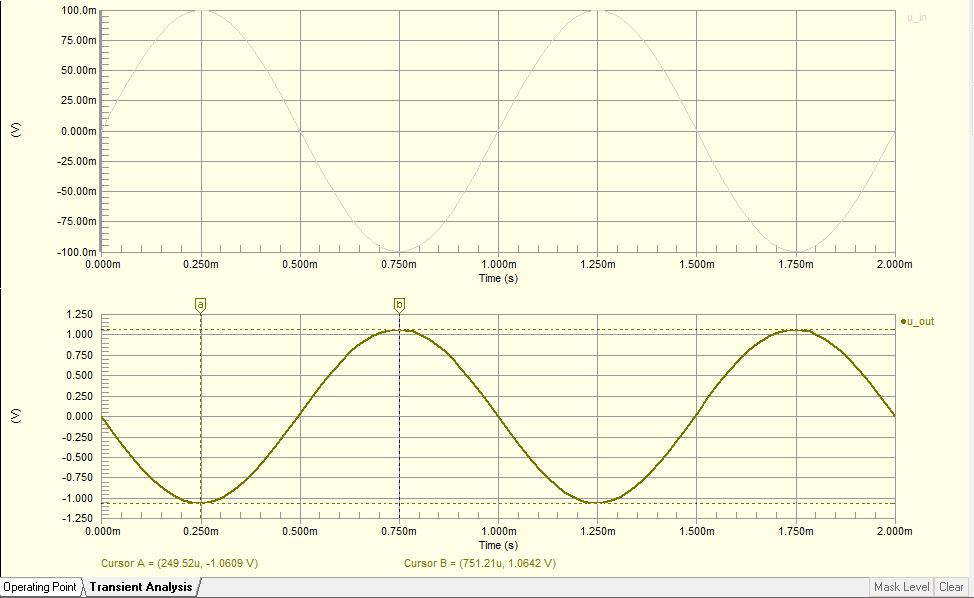 100.0m
u_in
75.00m
50.00m
25.00m
(V)
0.000m
-25.00m
-50.00m
-75.00m
-100.0m
0.000m 0.250m 0.500m 0.750m 1.000m 1.250m 1.500m 1.750m 2.000m
Time (s)
a b
1.250
u_out
1.000
0.750
0.500
0.250
(V)
0.000
-0.250
-0.500
-0.750
-1.000
-1.250
0.000m 0.250m 0.500m 0.750m 1.000m 1.250m 1.500m 1.750m 2.000m
Time (s)
Cursor A = (249.52u, -1.0609 V) Cursor B = (751.21u, 1.0642 V)
Operating Point Transient Analysis Mask Level Clear